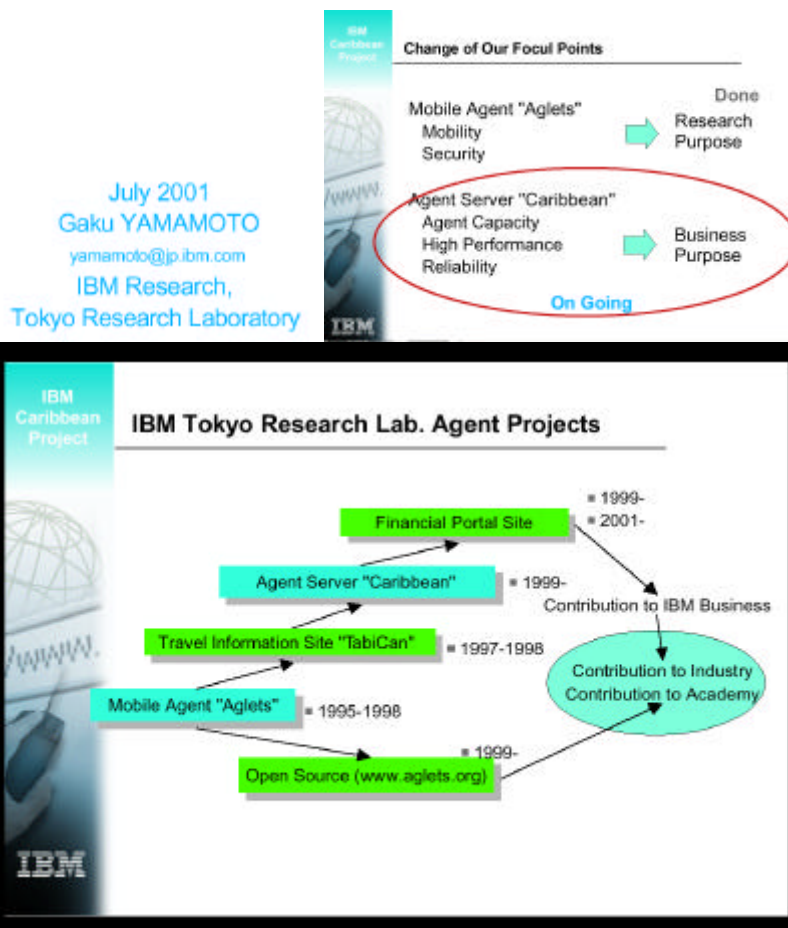 July 2001
Gaku YAMAMOTO
yamamoto@jp.ibm.com
IBM Research,
Tokyo Research Laboratory
IBM
Caribbean
Project
Change of Our Focul Points
Done
Mobile Agent "Aglets"
Mobility
Security
Research
Purpose
Agent Server "Caribbean"
Agent Capacity
High Performance
Reliability
Business
Purpose
On Going
IBM
IBM
Caribbean
Project
IBM Tokyo Research Lab. Agent Projects
Financial Portal Site
1999-
2001-
Agent Server "Caribbean"
1999-
Contribution to IBM Business
Travel Information Site "TabiCan"
1997-1998
Contribution to Industry
Contribution to Academy
Mobile Agent "Aglets"
1995-1998
1999-
Open Source (www.aglets.org)
IBM